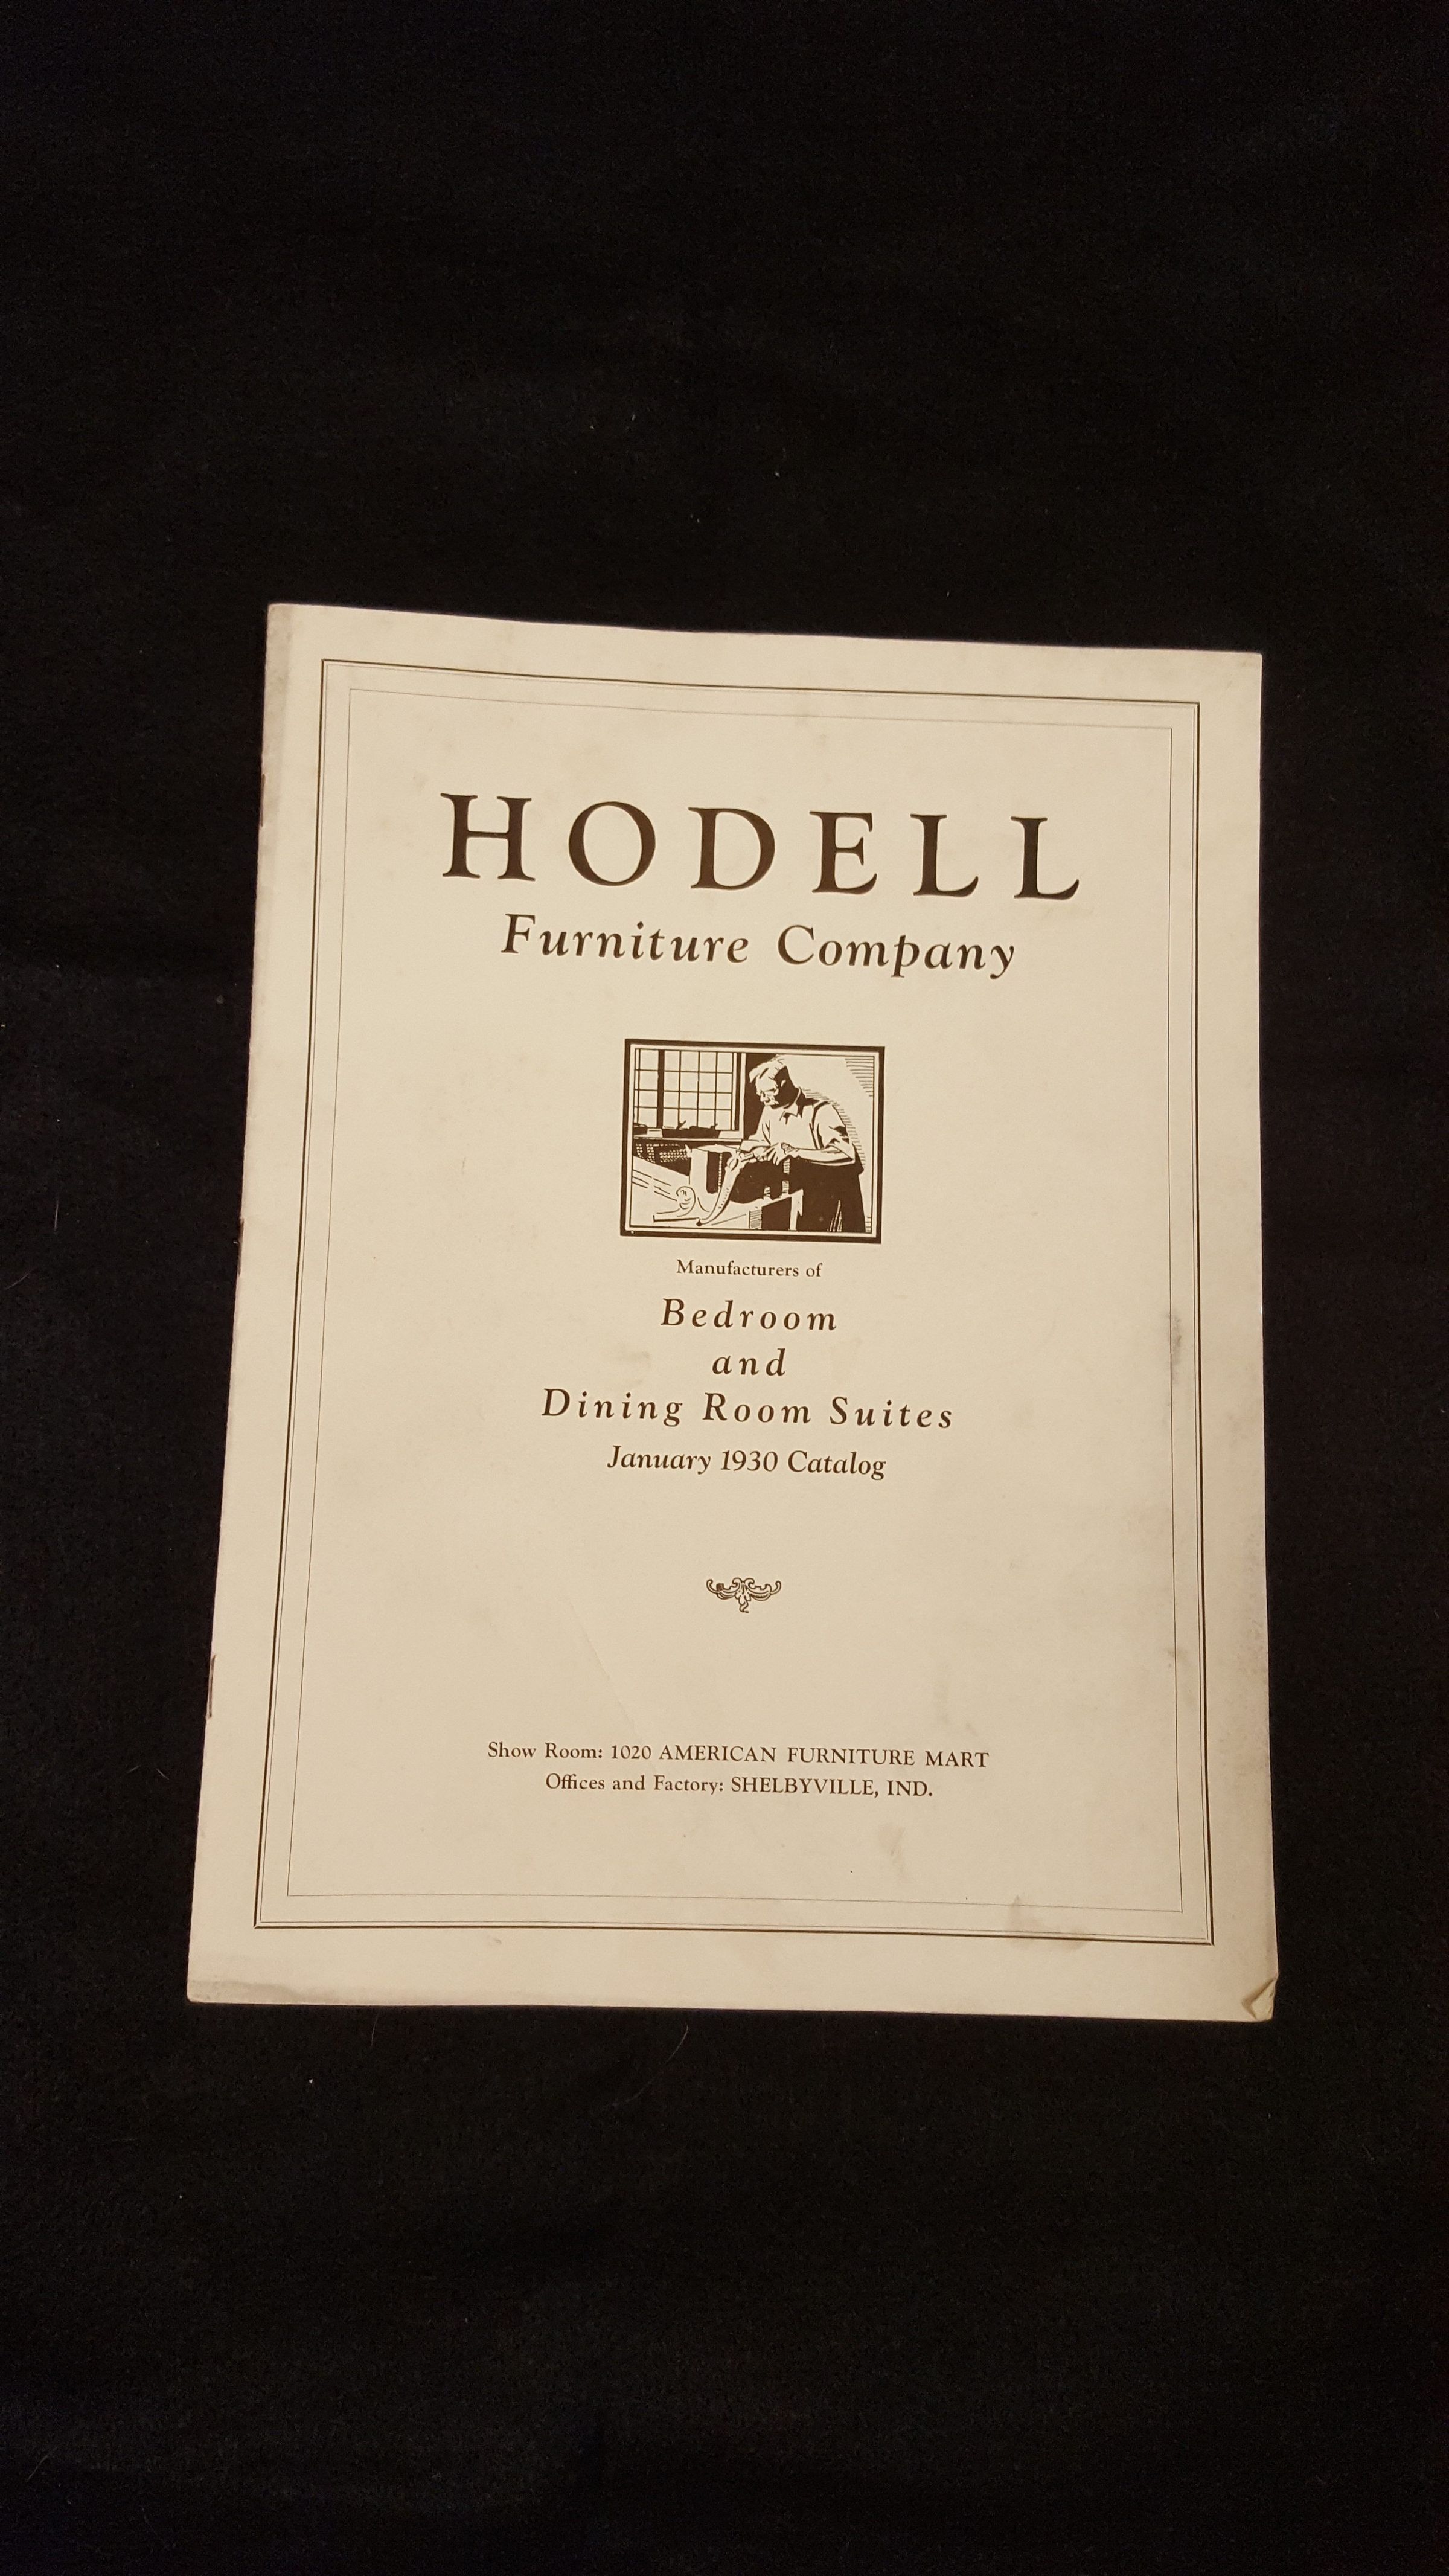 HODELL
Furniture Company
Manufacturers of
Bedroom
and
Dining Room Suites
January 1930 Catalog
Show Room: 1020 AMERICAN FURNITURE MART
Offices and Factory: SHELBYVILLE, IND.